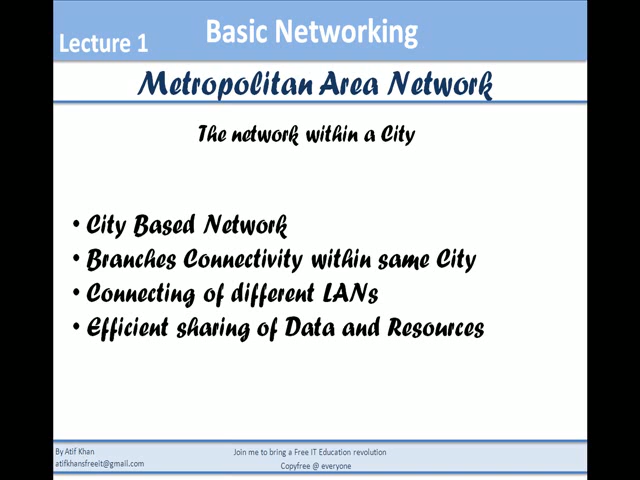 Lecture 1
Basic Networking
Metropolitan Area Network
The network within a City
• City Based Network
• Branches Connectivity within same City
• Connecting of different LANs
• Efficient sharing of Data and Resources
By Atif Khan
atifkhansfreeit@gmail.com
Join me to bring a Free IT Education revolution
Copyfree @ everyone